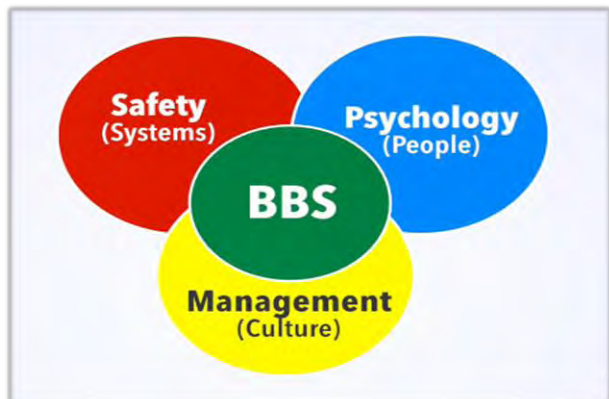 Safety
(Systems)
Psychology
(People)
BBS
Management
(Culture)